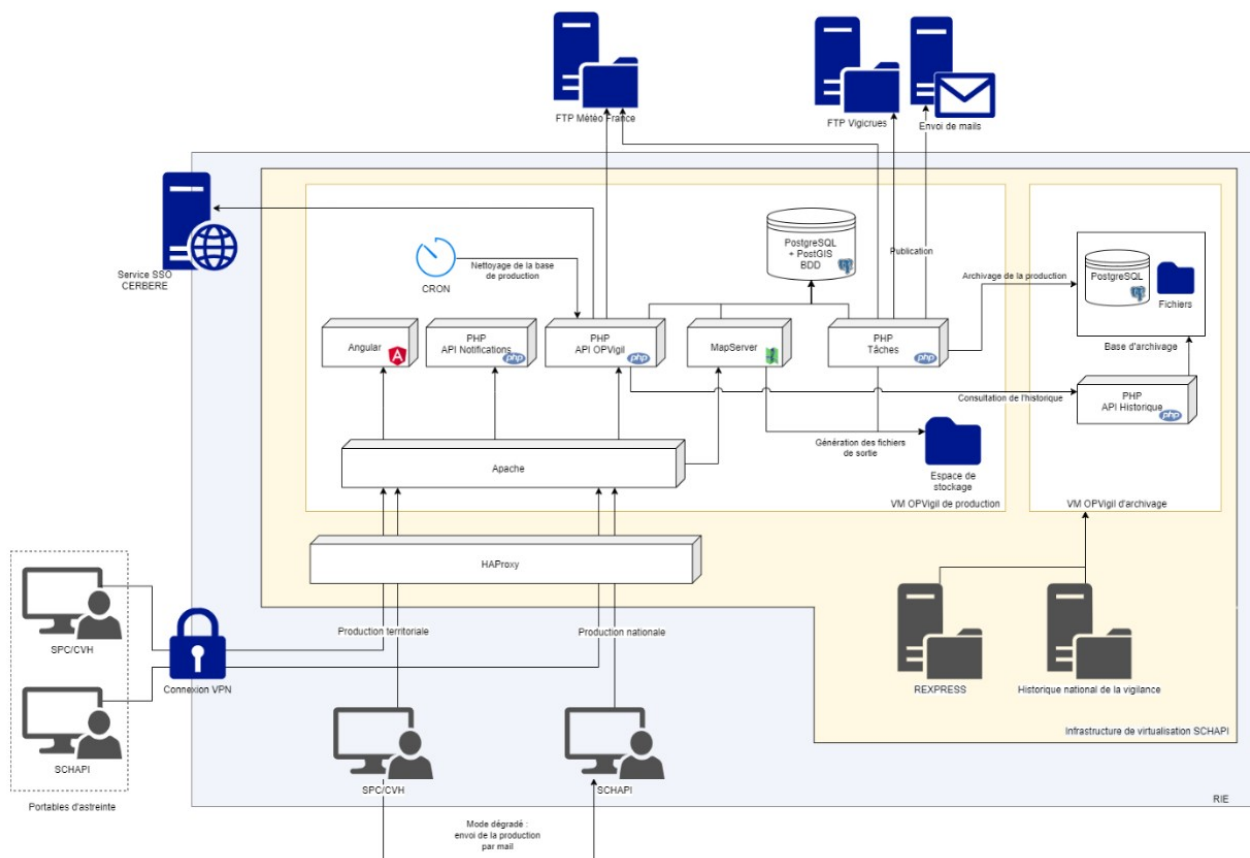 FTP Météo France
FTP Vigicrues
Envoi de mails
Service SSO
CERBERE
CRON
Nettoyage de la base
de production
PostgreSQL
+ PostGIS
BDD
Publication
Archivage de la production
PostgreSQL
Fichiers
Base d'archivage
Angular
PHP
API Notifications
php
PHP
API OPVigil
php
MapServer
PHP
Tâches
php
Consultation de l'historique
PHP
API Historique
php
Apache
Génération des fichiers
de sortie
Espace de
stockage
VM OPVigil de production
VM OPVigil d'archivage
HAProxy
SPC/CVH
Production territoriale
Production nationale
Connexion VPN
REXPRESS
Historique national de la vigilance
Infrastructure de virtualisation SCHAPI
SCHAPI
Portables d'astreinte
SPC/CVH
SCHAPI
RIE
Mode dégradé :
envoi de la production
par mail